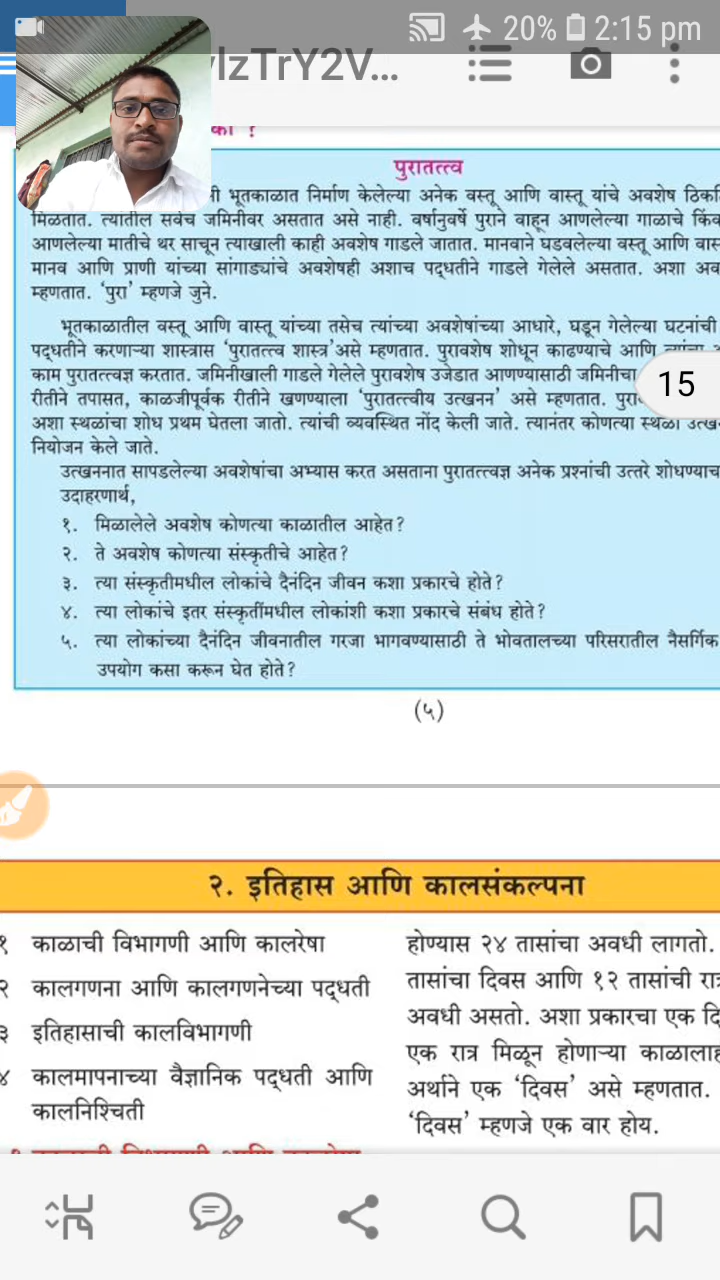 20% 2:15 pm
lzTrY2V...
का ?
पुरातत्त्व
भूतकाळात निर्माण केलेल्या अनेक वस्तू आणि वास्तू यांचे अवशेष
मिळतात. त्यांतील सर्वच जमिनीवर असतात असे नाही. वर्षानुवर्षे पुराने वाहून आणलेल्या गाळाचे
आणलेल्या मातीचे थर साचून त्याखाली काही अवशेष गाडले जातात. मानवाने घडवलेल्या वस्तू आणि
मानव आणि प्राणी यांच्या सांगाड्यांचे अवशेषही अशाच पद्धतीने गाडले गेलेले असतात. अशा
म्हणतात. ‘पुरा’ म्हणजे जुने.
भूतकाळातील वस्तू आणि वास्तू यांच्या तसेच त्यांच्या अवशेषांच्या आधारे, घडून गेलेल्या घटनांची
पद्धतीने करणाऱ्या शास्त्रास ‘पुरातत्त्व शास्त्र’असे म्हणतात. पुरावशेष शोधून काढण्याचे आणि
काम पुरातत्त्वज्ञ करतात. जमिनीखाली गाडले गेलेले पुरावशेष उजेडात आणण्यासाठी जमिनीचा
15
रीतीने तपासत, काळजीपूर्वक रीतीने खणण्याला ‘पुरातत्त्वीय उत्खनन’ असे म्हणतात.
अशा स्थळांचा शोध प्रथम घेतला जातो. त्यांची व्यवस्थित नोंद केली जाते. त्यानंतर कोणत्या
नियोजन केले जाते.
उत्खननात सापडलेल्या अवशेषांचा अभ्यास करत असताना पुरातत्त्वज्ञ अनेक प्रश्नांची उत्तरे
उदाहरणार्थ,
१. मिळालेले अवशेष कोणत्या काळातील आहेत?
२. ते अवशेष कोणत्या संस्कृतीचे आहेत?
३. त्या संस्कृतीमधील लोकांचे दैनंदिन जीवन कशा प्रकारचे होते?
४. त्या लोकांचे इतर संस्कृतींमधील लोकांशी कशा प्रकारचे संबंध होते?
५. त्या लोकांच्या दैनंदिन जीवनातील गरजा भागवण्यासाठी ते भोवतालच्या परिसरातील नैसर्गिक
उपयोग कसा करून घेत होते?
(५)
२. इतिहास आणि कालसंकल्पना
१ काळाची विभागणी आणि कालरेषा
२ कालगणना आणि कालगणनेच्या पद्धती
३ इतिहासाची कालविभागणी
४ कालमापनाच्या वैज्ञानिक पद्धती आणि
कालनिश्चिती
होण्यास २४ तासांचा अवधी लागतो.
तासांचा दिवस आणि १२ तासांची
अवधी असतो. अशा प्रकारचा एक
एक रात्र मिळून होणाऱ्या
अर्थाने एक ‘दिवस’ असे म्हणतात.
‘दिवस’ म्हणजे एक वार होय.